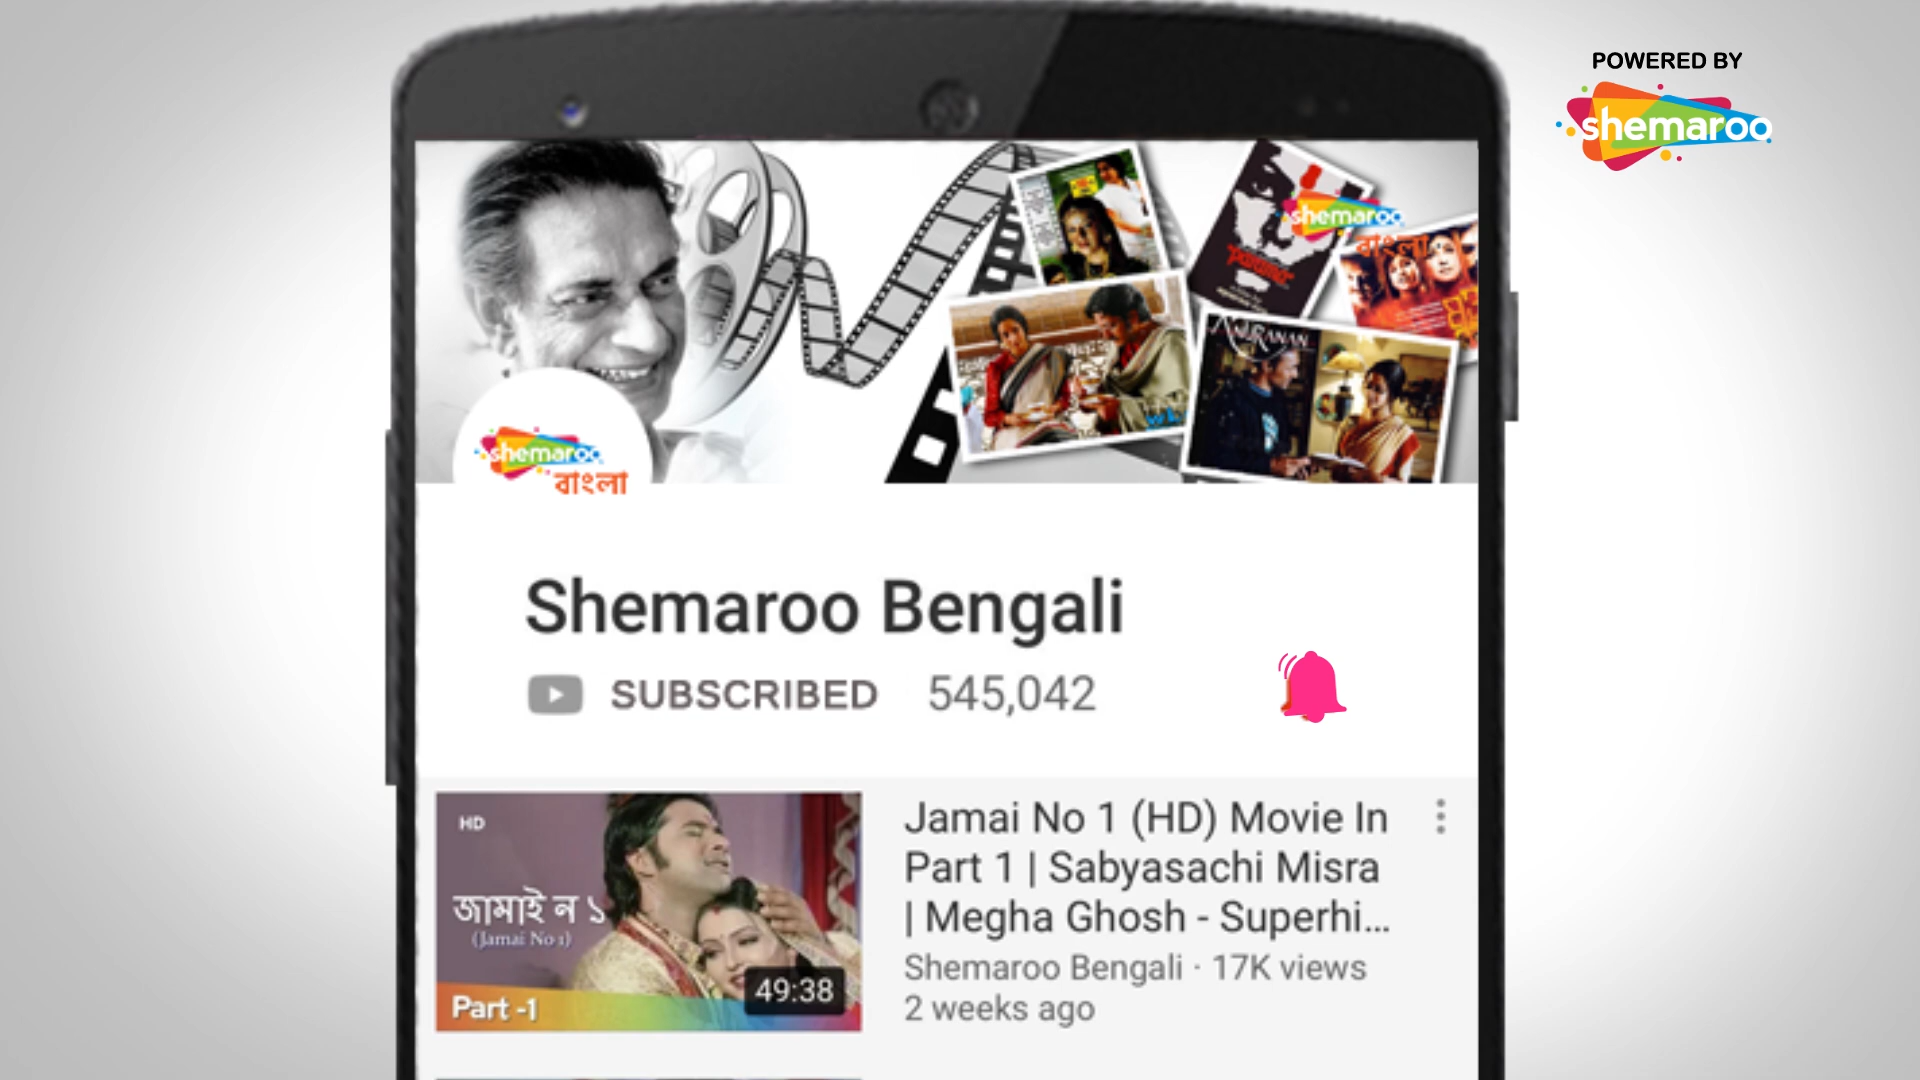 POWERED BY
shemaroo
shemaroo
বাংলা
ANURANAN
shemaroo
বাংলা
Shemaroo Bengali
SUBSCRIBED 545,042
HD
জামাই ন ১
(Jamai No 1)
Part -1
49:38
Jamai No 1 (HD) Movie In
Part 1 | Sabyasachi Misra
| Megha Ghosh - Superhi...
Shemaroo Bengali · 17K views
2 weeks ago